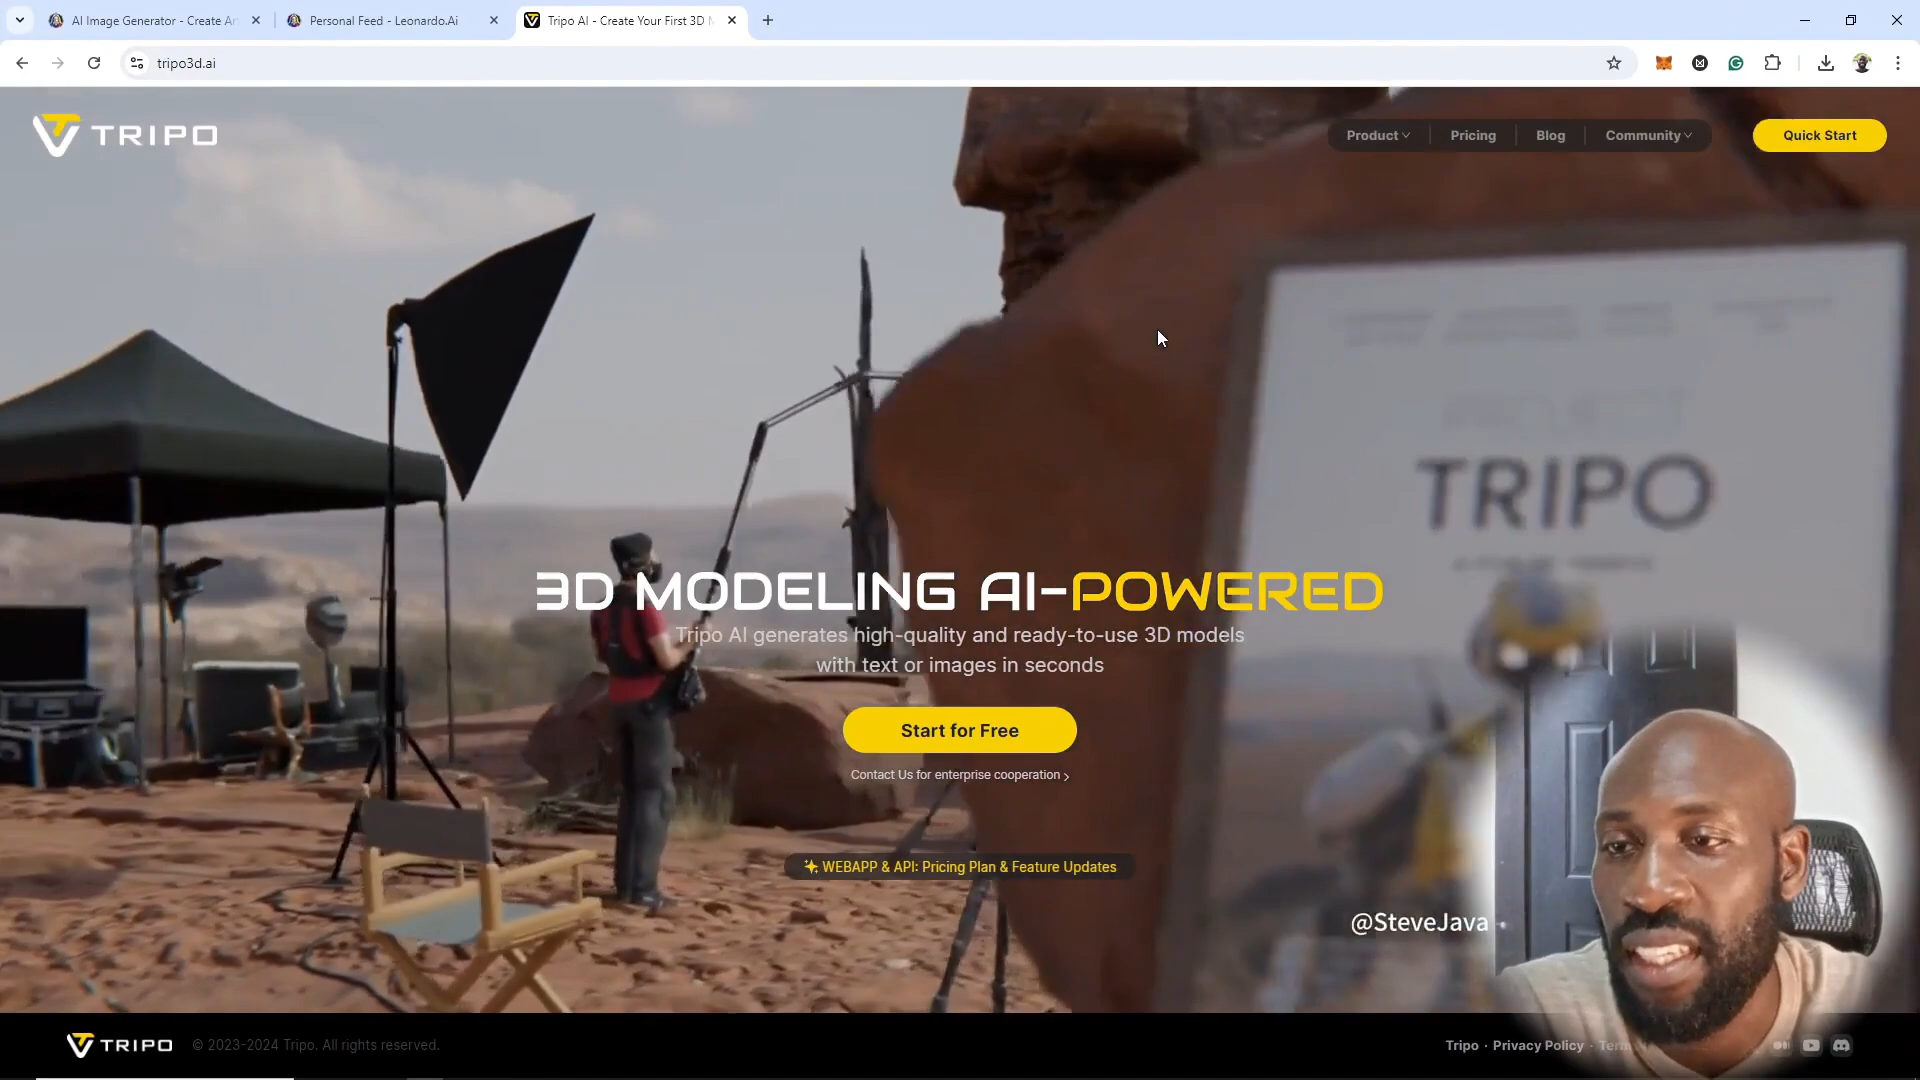 AI Image Generator - Create Ar
Personal Feed - Leonardo.Ai
Tripo AI - Create Your First 3D M
tripo3d.ai
TRIPO
Product
Pricing
Blog
Community
Quick Start
TRIPO
3D MODELING AI-POWERED
Tripo AI generates high-quality and ready-to-use 3D models
with text or images in seconds
Start for Free
Contact Us for enterprise cooperation
WEBAPP & API: Pricing Plan & Feature Updates
@SteveJava
TRIPO
© 2023-2024 Tripo. All rights reserved.
Tripo · Privacy Policy ·